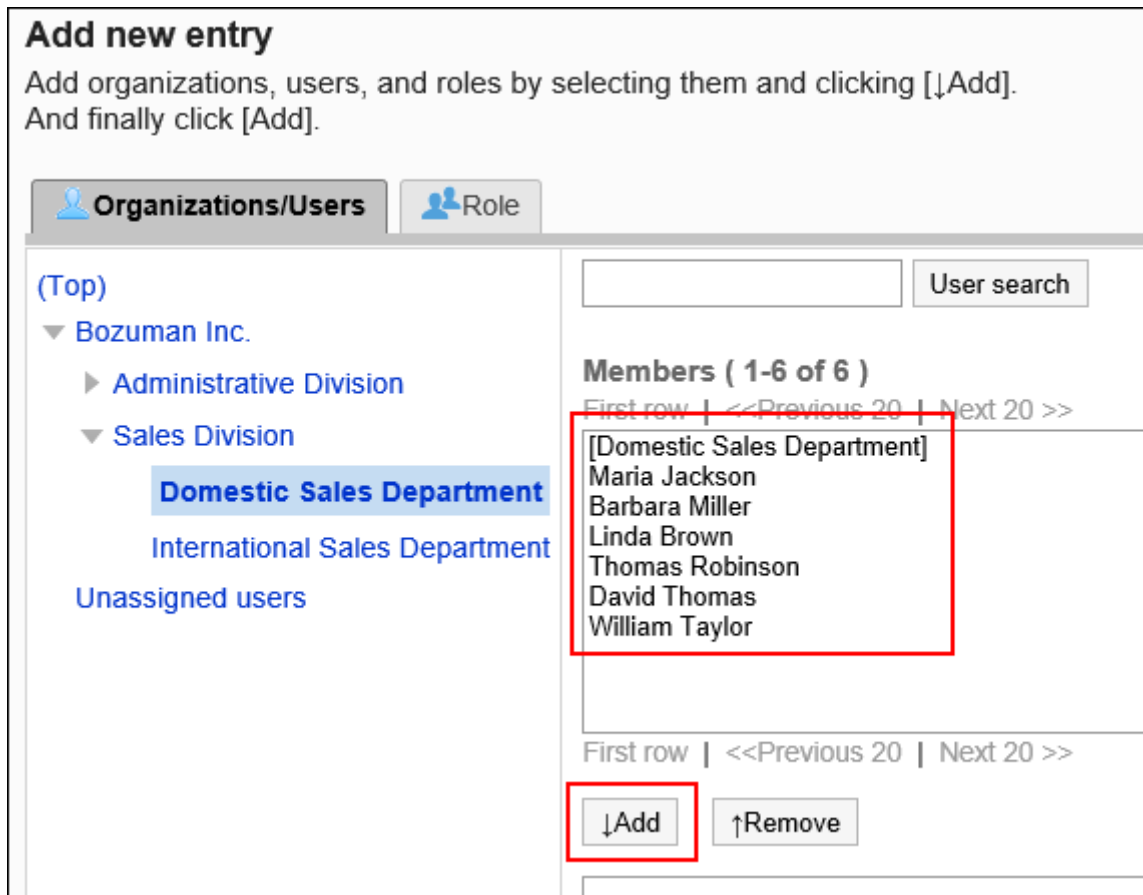 Add new entry
Add organizations, users, and roles by selecting them and clicking [↓Add].
And finally click [Add].
Organizations/Users
Role
(Top)
Bozuman Inc.
Administrative Division
Sales Division
Domestic Sales Department
International Sales Department
Unassigned users
User search
Members ( 1-6 of 6 )
First row | <<Previous 20 | Next 20 >>
[Domestic Sales Department]
Maria Jackson
Barbara Miller
Linda Brown
Thomas Robinson
David Thomas
William Taylor
First row | <<Previous 20 | Next 20 >>
↓Add
↑Remove